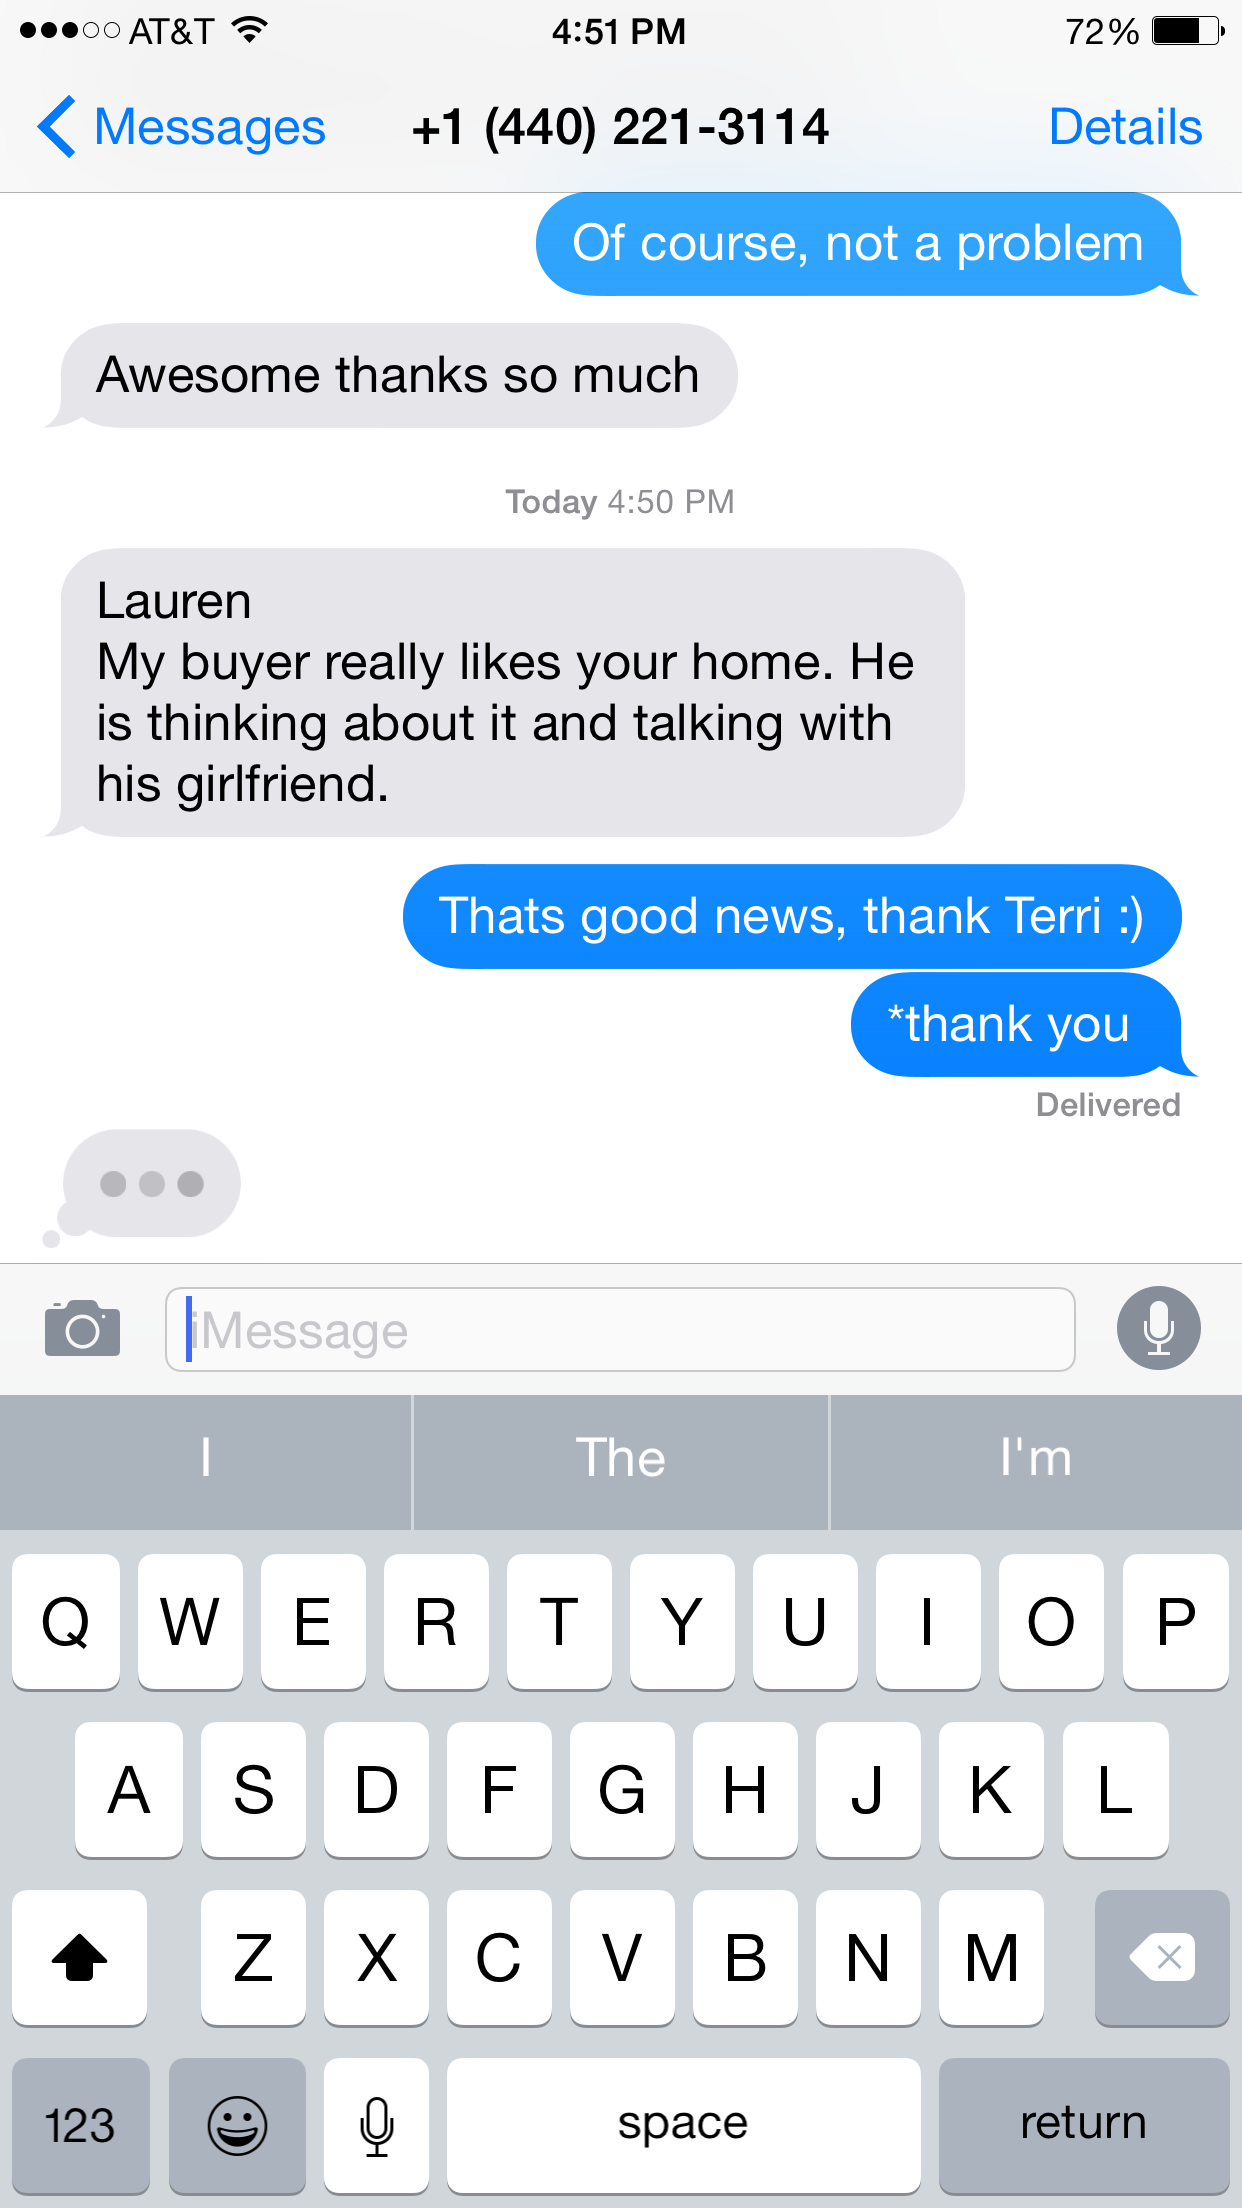 AT&T 4:51 PM 72%
Messages +1 (440) 221-3114 Details
Of course, not a problem
Awesome thanks so much
Today 4:50 PM
Lauren
My buyer really likes your home. He
is thinking about it and talking with
his girlfriend.
Thats good news, thank Terri :)
*thank you
Delivered
iMessage
I The I'm
Q W E R T Y U I O P
A S D F G H J K L
Z X C V B N M
123 space return